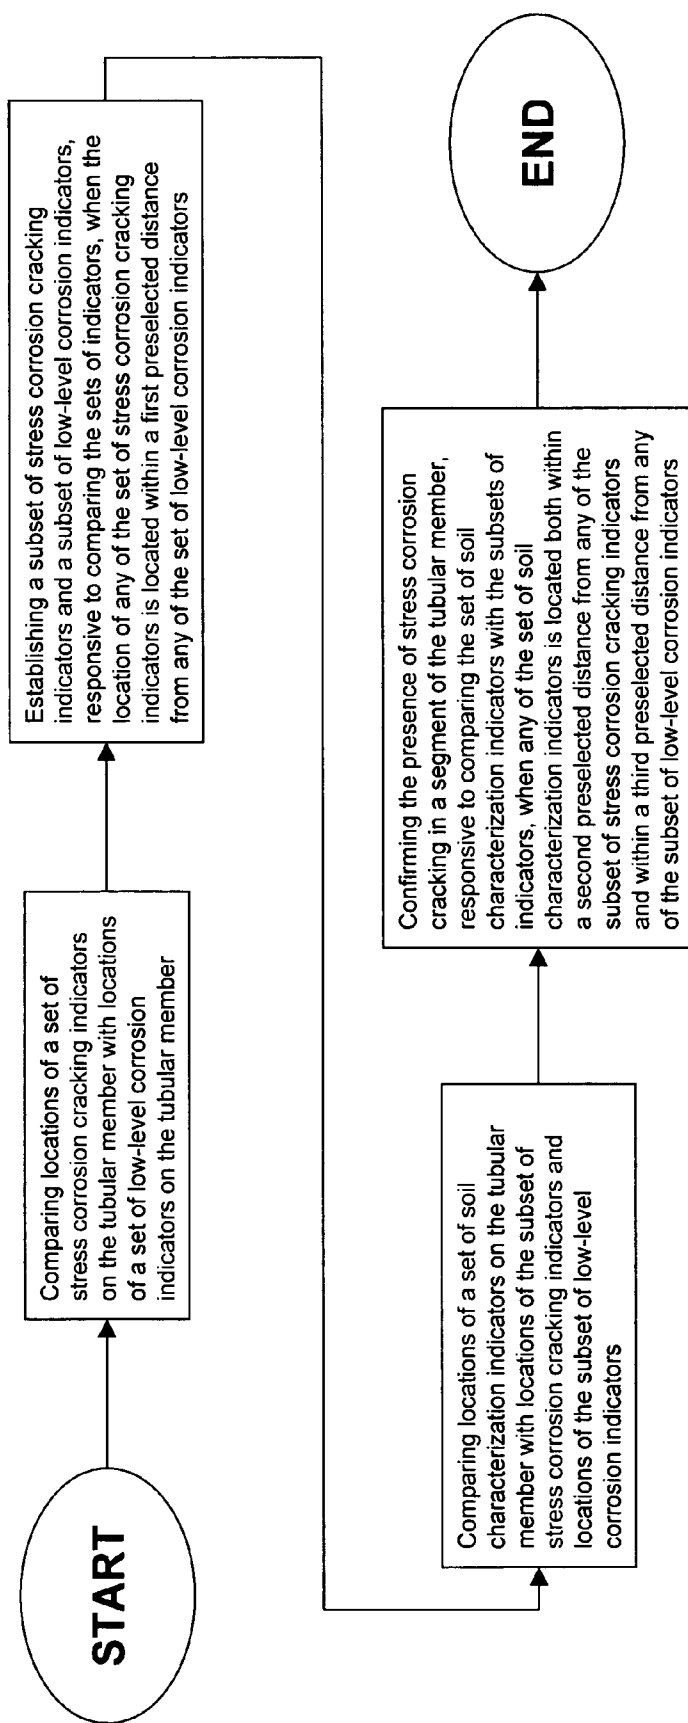 START
Comparing locations of a set of
stress corrosion cracking indicators
on the tubular member with locations
of a set of low-level corrosion
indicators on the tubular member
Establishing a subset of stress corrosion cracking
indicators and a subset of low-level corrosion indicators,
responsive to comparing the sets of indicators, when the
location of any of the set of stress corrosion cracking
indicators is located within a first preselected distance
from any of the set of low-level corrosion indicators
Comparing locations of a set of soil
characterization indicators on the tubular
member with locations of the subset of
stress corrosion cracking indicators and
locations of the subset of low-level
corrosion indicators
Confirming the presence of stress corrosion
cracking in a segment of the tubular member,
responsive to comparing the set of soil
characterization indicators with the subsets of
indicators, when any of the set of soil
characterization indicators is located both within
a second preselected distance from any of the
subset of stress corrosion cracking indicators
and within a third preselected distance from any
of the subset of low-level corrosion indicators
END